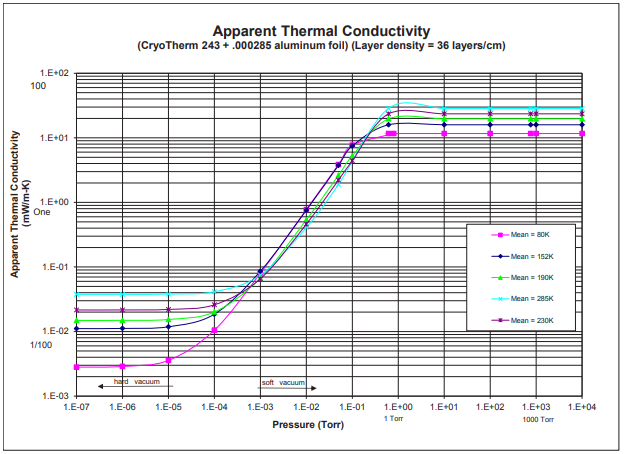 Apparent Thermal Conductivity
(CryoTherm 243 + .000285 aluminum foil) (Layer density = 36 layers/cm)
1.E+02
100
1.E+01
1.E+00
One
1.E-01
1.E-02
1/100
1.E-03
Apparent Thermal Conductivity
(mW/m-K)
Mean = 80K
Mean = 152K
Mean = 190K
Mean = 285K
Mean = 230K
hard vacuum
soft vacuum
1.E-07 1.E-06 1.E-05 1.E-04 1.E-03 1.E-02 1.E-01 1.E+00 1.E+01 1.E+02 1.E+03 1.E+04
1 Torr 1000 Torr
Pressure (Torr)